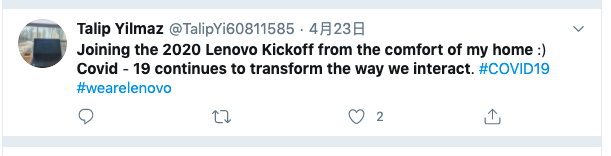 Talip Yilmaz @TalipYi60811585 · 4月23日
Joining the 2020 Lenovo Kickoff from the comfort of my home :)
Covid - 19 continues to transform the way we interact. #COVID19
#wearelenovo
2